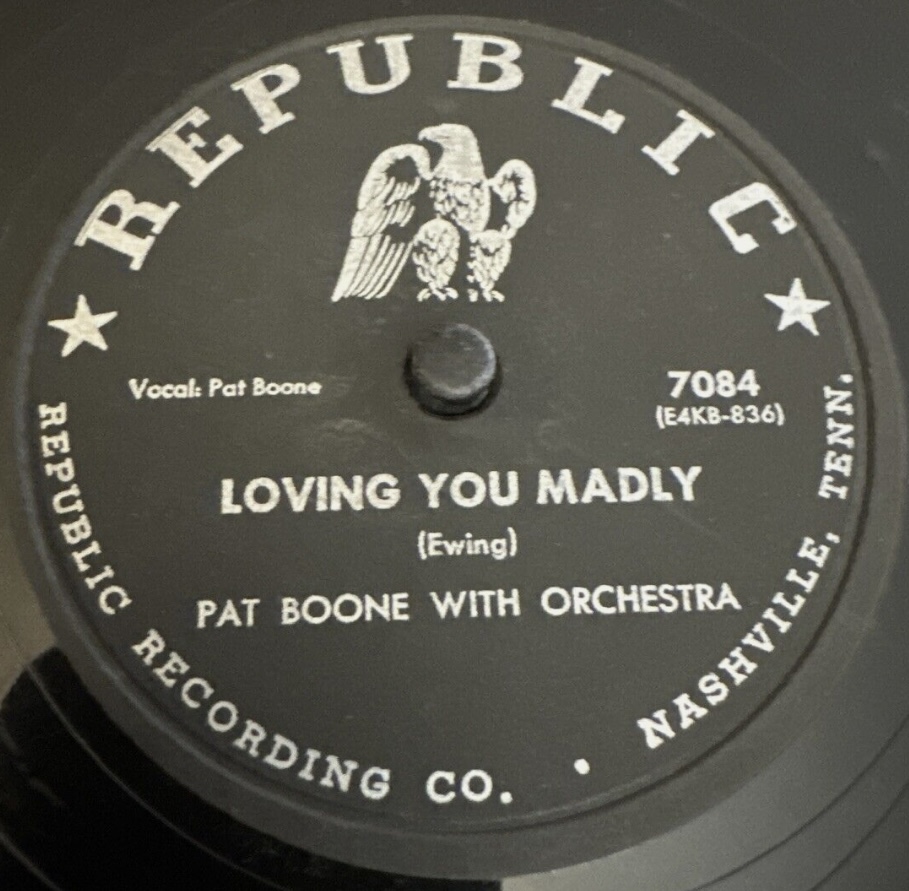 REPUBLIC
Vocal: Pat Boone
7084
(E4KB-836)
LOVING YOU MADLY
(Ewing)
PAT BOONE WITH ORCHESTRA
REPUBLIC RECORDING CO. • NASHVILLE, TENN.